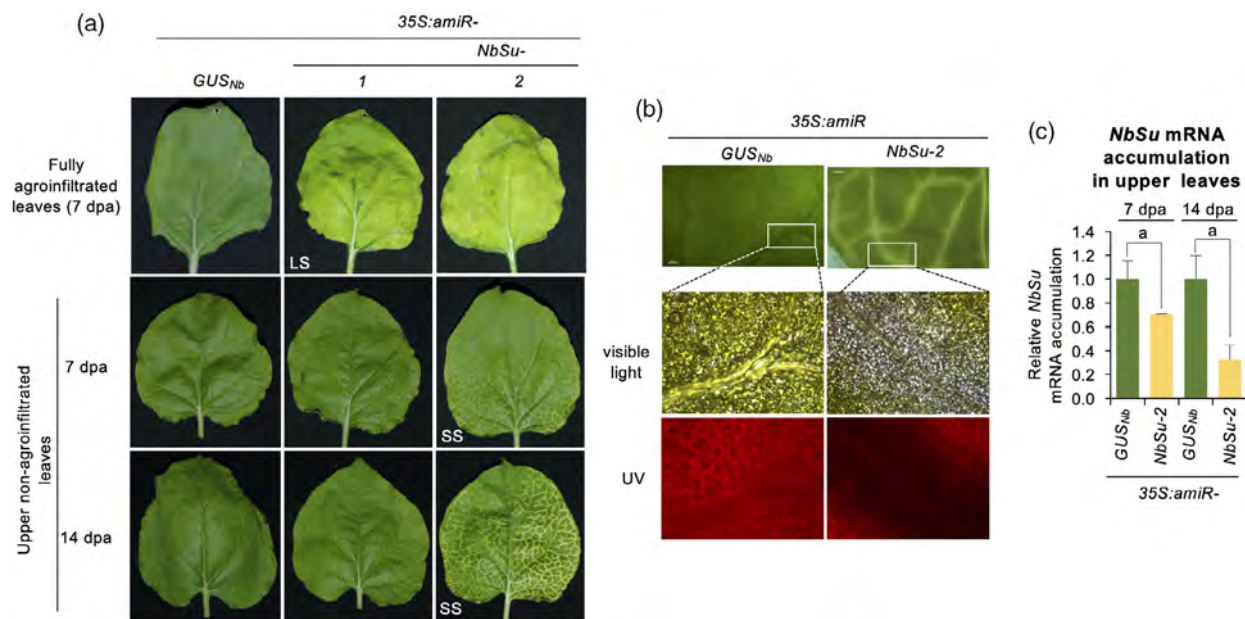 (a)
35S:amiR-
NbSu-
GUSNb
1
2
Fully
agroinfiltrated
leaves (7 dpa)
LS
Upper non-agroinfiltrated
leaves
7 dpa
SS
14 dpa
SS
(b)
35S:amiR
GUSNb
NbSu-2
visible
light
UV
(c)
NbSu mRNA
accumulation
in upper leaves
7 dpa
14 dpa
a
a
Relative NbSu
mRNA accumulation
1.4
1.2
1.0
0.8
0.6
0.4
0.2
0.0
GUSNb
NbSu-2
GUSNb
NbSu-2
35S:amiR-